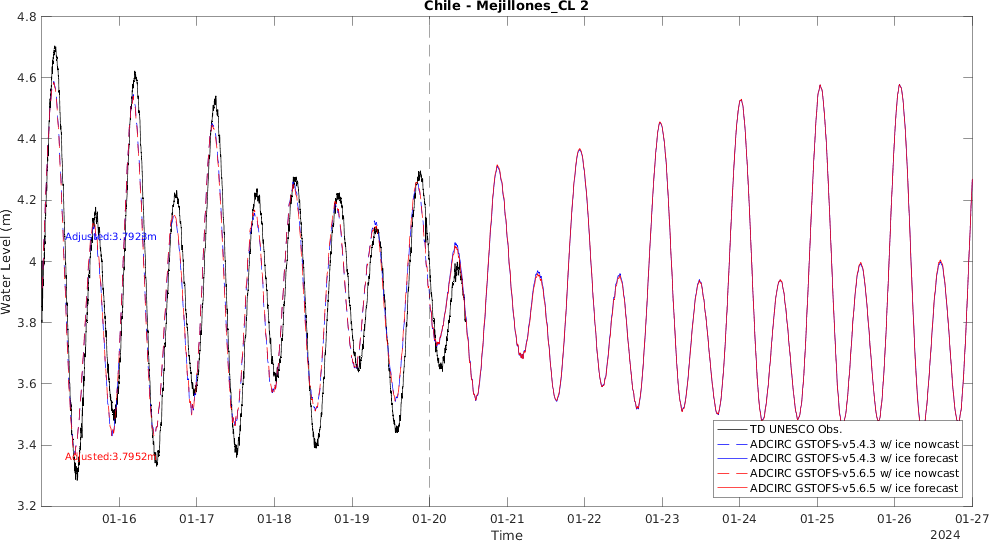 Chile - Mejillones_CL 2
4.8
4.6
4.4
4.2
4
3.8
3.6
3.4
3.2
Water Level (m)
Adjusted:3.7923m
Adjusted:3.7952m
TD UNESCO Obs.
ADCIRC GSTOFS-v5.4.3 w/ ice nowcast
ADCIRC GSTOFS-v5.4.3 w/ ice forecast
ADCIRC GSTOFS-v5.6.5 w/ ice nowcast
ADCIRC GSTOFS-v5.6.5 w/ ice forecast
01-16 01-17 01-18 01-19 01-20 01-21 01-22 01-23 01-24 01-25 01-26 01-27
Time
2024